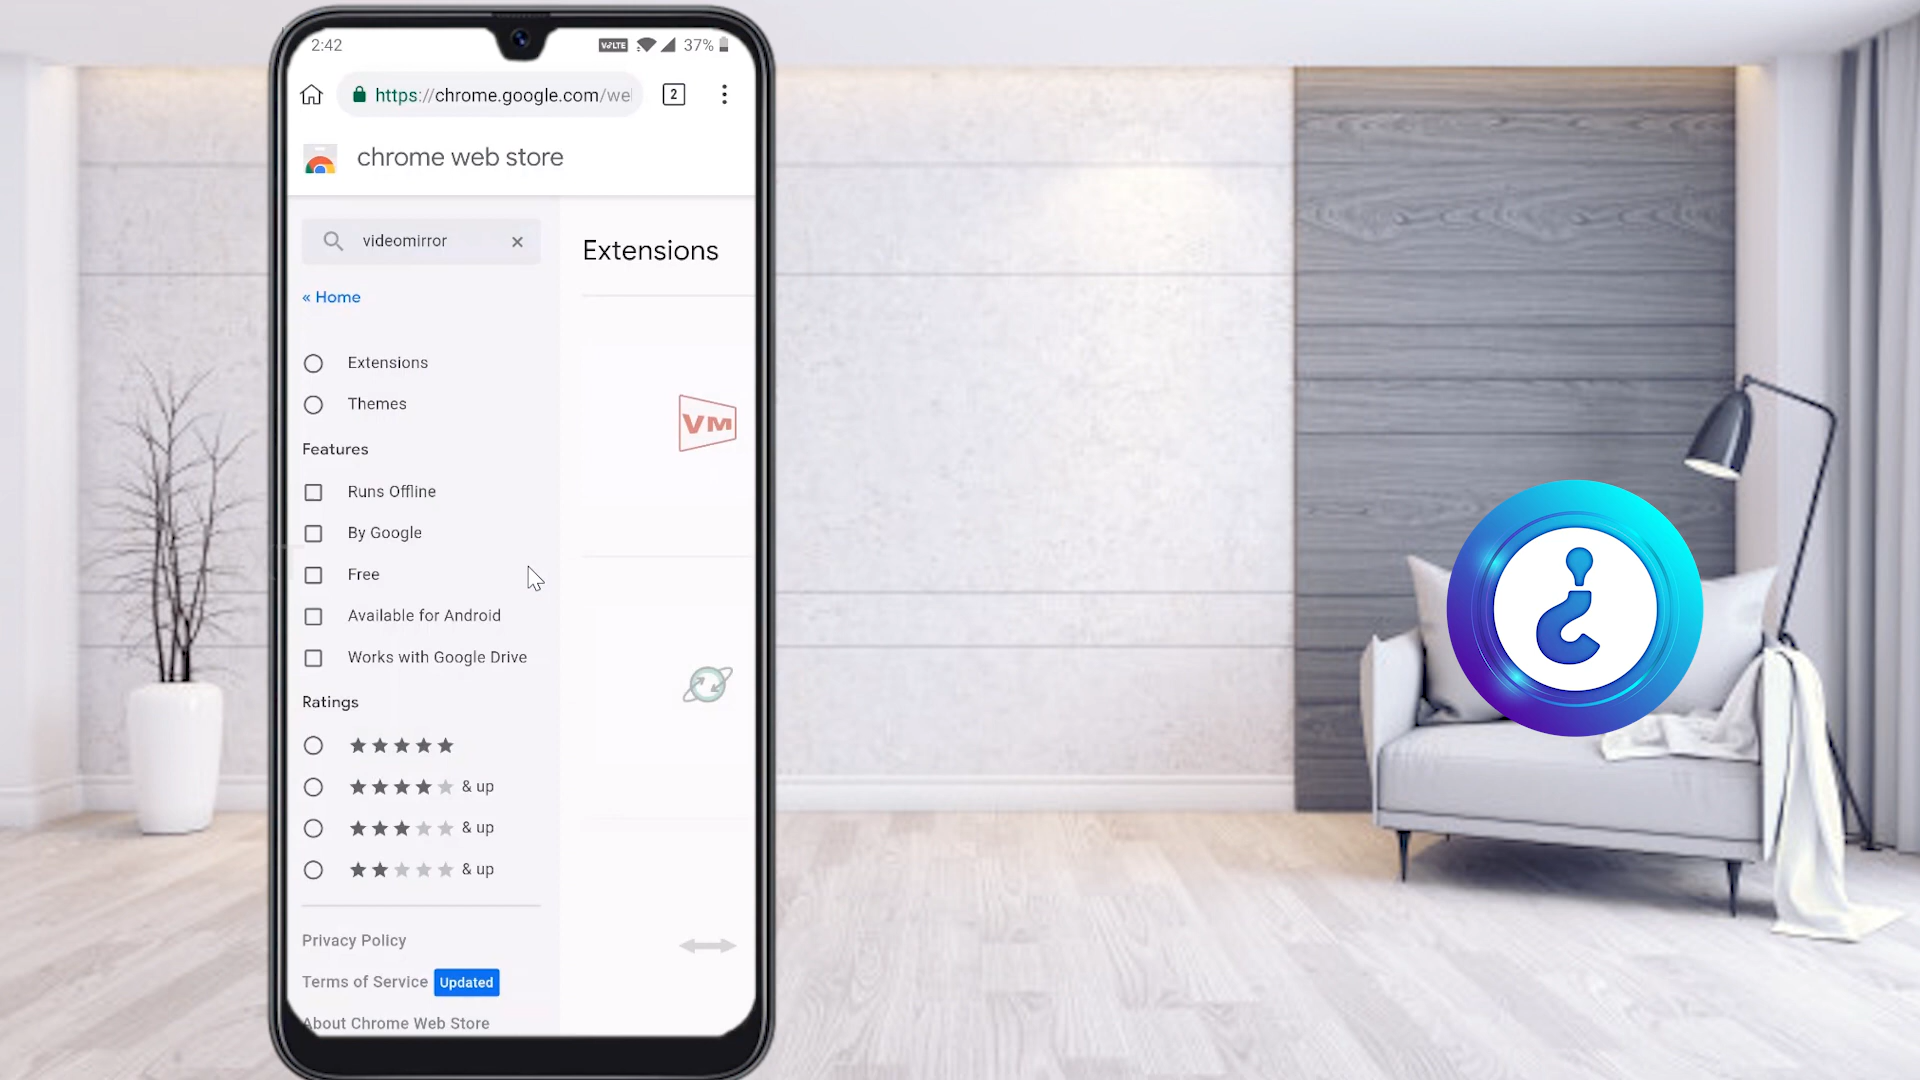 2:42
VoLTE
37%
https://chrome.google.com/we
2
chrome web store
videomirror
×
Extensions
« Home
Extensions
Themes
VM
Features
Runs Offline
By Google
Free
Available for Android
Works with Google Drive
Ratings
& up
& up
& up
Privacy Policy
Terms of Service Updated
About Chrome Web Store